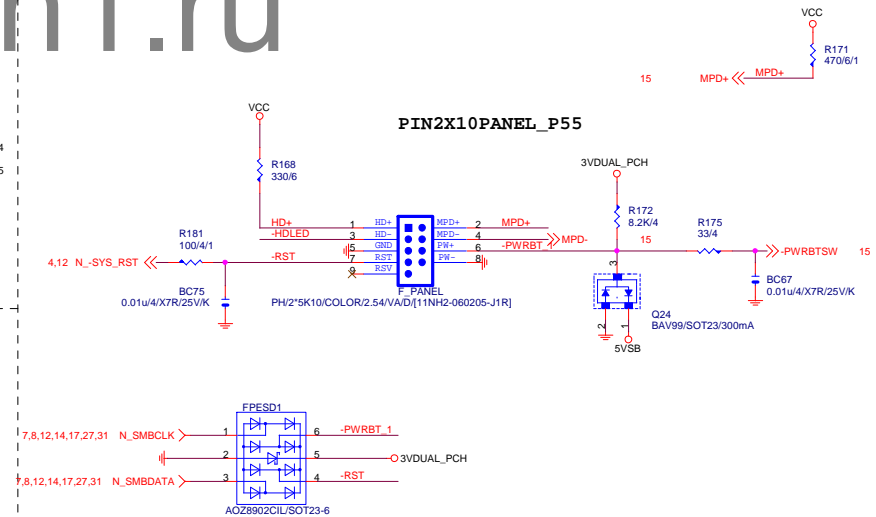 n1.ru
VCC
R171
470/6/1
15 MPD+ MPD+
VCC
PIN2X10PANEL_P55
4
5
3VDUAL_PCH
R168
330/6
R172
8.2K/4
R175
33/4
R181
100/4/1
HD+ 1 HD+ MPD+ 2 MPD+
-HDLED 3 HD- MPD- 4 MPD- 15
5 GND PW+ 6 -PWRBT
4,12 N_-SYS_RST -RST 7 RST PW- 8
9 RSV
-PWRBTSW 15
F_PANEL
PH/2*5K10/COLOR/2.54/VA/D/[11NH2-060205-J1R]
BC75
0.01u/4/X7R/25V/K
3
BC67
0.01u/4/X7R/25V/K
Q24
BAV99/SOT23/300mA
2 1
5VSB
FPESD1
7,8,12,14,17,27,31 N_SMBCLK 1 6 -PWRBT_1
2 5 3VDUAL_PCH
7,8,12,14,17,27,31 N_SMBDATA 3 4 -RST
AOZ8902CIL/SOT23-6